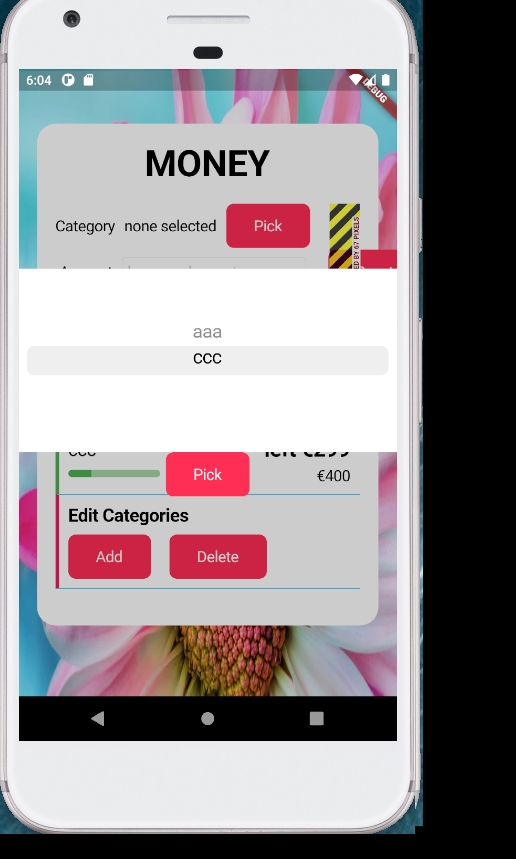 6:04
DEBUG
MONEY
Category none selected Pick
ED BY 67 PIXELS
aaa
ccc
ccc left €299
Pick €400
Edit Categories
Add Delete